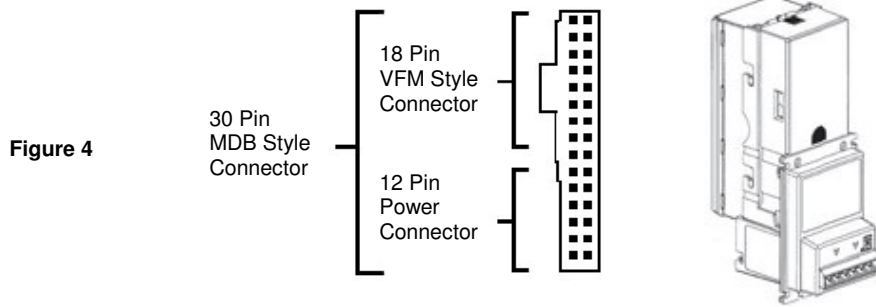 Figure 4
30 Pin
MDB Style
Connector
18 Pin
VFM Style
Connector
12 Pin
Power
Connector